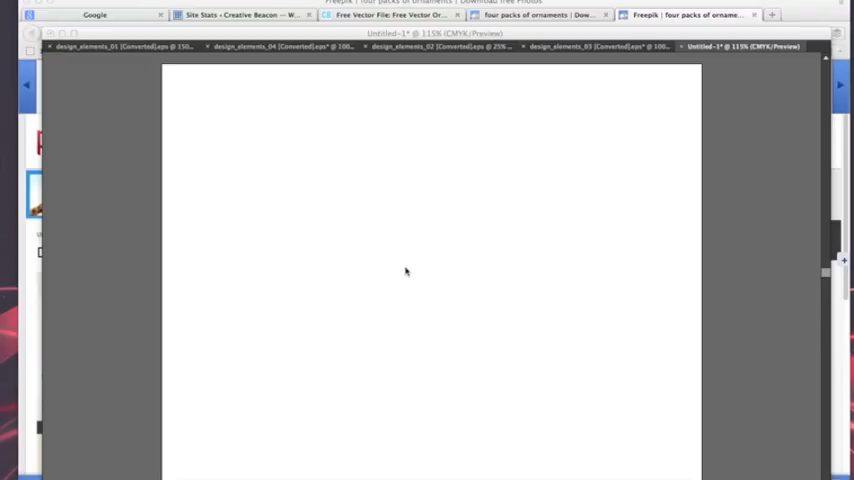 Freepik | four packs of ornaments | Download free Photos
Google
Site Stats ‹ Creative Beacon — W...
Free Vector File: Free Vector Or...
four packs of ornaments | Dow...
Freepik | four packs of orname...
Untitled-1* @ 115% (CMYK/Preview)
design_elements_01 [Converted].eps @ 150...
design_elements_04 [Converted].eps* @ 100...
design_elements_02 [Converted].eps @ 25% ...
design_elements_03 [Converted].eps* @ 100...
Untitled-1* @ 115% (CMYK/Preview)